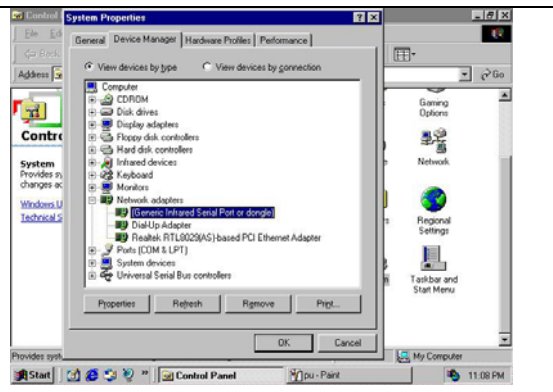 Control
System Properties
General Device Manager Hardware Profiles Performance
View devices by type View devices by connection
Computer
CDROM
Disk drives
Display adapters
Floppy disk controllers
Hard disk controllers
Infrared devices
Keyboard
Monitors
Network adapters
(Generic Infrared Serial Port or dongle)
Dial-Up Adapter
Realtek RTL8029(AS)-based PCI Ethernet Adapter
Ports (COM & LPT)
System devices
Universal Serial Bus controllers
Properties Refresh Remove Print...
OK Cancel
File Ed
Back
Address Go
Contro
System
Provides sy
changes ac
Windows U
Technical S
Gaming
Options
Network
Regional
Settings
Taskbar and
Start Menu
Provides syst
My Computer
Start Control Panel pu - Paint 11:08 PM